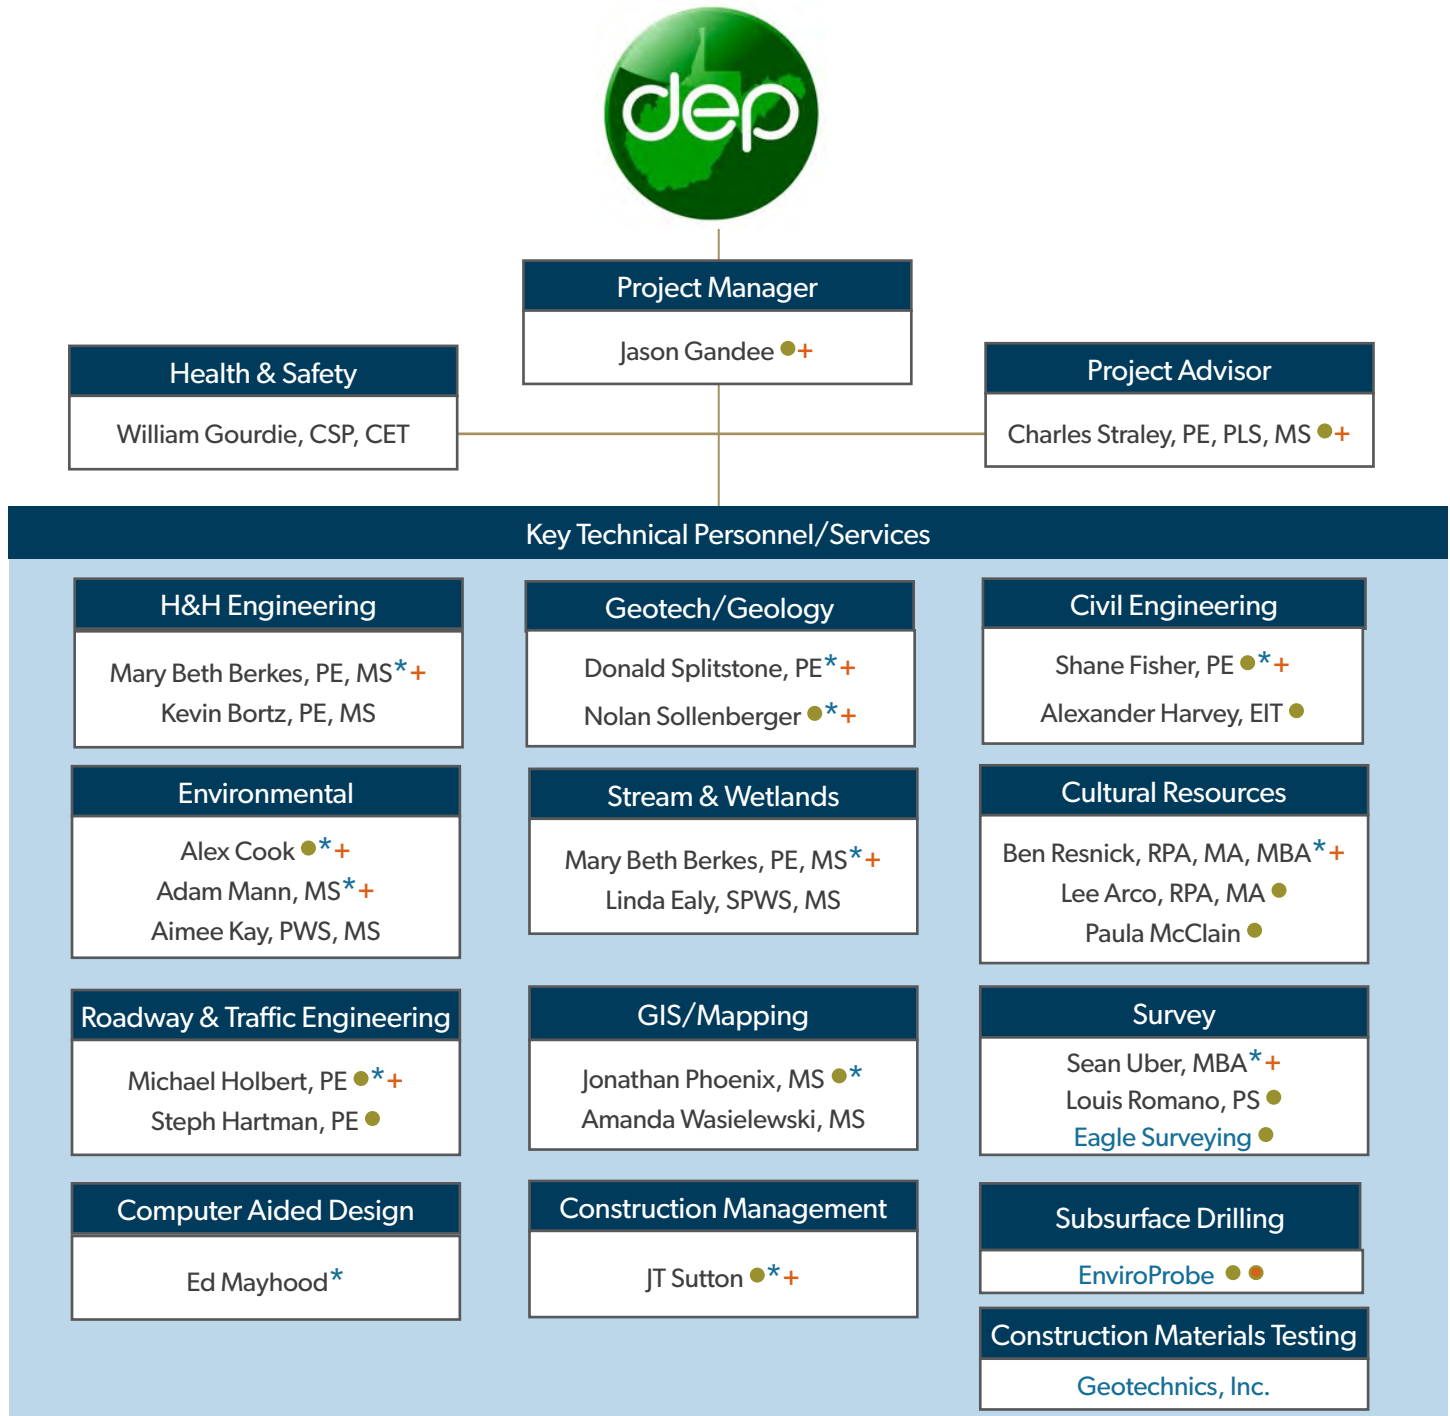 dep
Project Manager
Jason Gandee ●+
Health & Safety
William Gourdie, CSP, CET
Project Advisor
Charles Straley, PE, PLS, MS ●+
Key Technical Personnel/Services
H&H Engineering
Mary Beth Berkes, PE, MS*+
Kevin Bortz, PE, MS
Geotech/Geology
Donald Splitstone, PE*+
Nolan Sollenberger ●*+
Civil Engineering
Shane Fisher, PE ●*+
Alexander Harvey, EIT ●
Environmental
Alex Cook ●*+
Adam Mann, MS*+
Aimee Kay, PWS, MS
Stream & Wetlands
Mary Beth Berkes, PE, MS*+
Linda Ealy, SPWS, MS
Cultural Resources
Ben Resnick, RPA, MA, MBA*+
Lee Arco, RPA, MA ●
Paula McClain ●
Roadway & Traffic Engineering
Michael Holbert, PE ●*+
Steph Hartman, PE ●
GIS/Mapping
Jonathan Phoenix, MS ●*
Amanda Wasielewski, MS
Survey
Sean Uber, MBA*+
Louis Romano, PS ●
Eagle Surveying ●
Computer Aided Design
Ed Mayhood*
Construction Management
JT Sutton ●*+
Subsurface Drilling
EnviroProbe ● ●
Construction Materials Testing
Geotechnics, Inc.